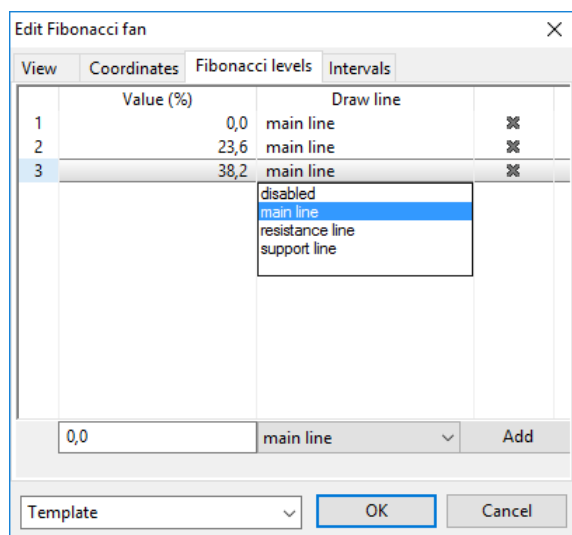 Edit Fibonacci fan
View Coordinates Fibonacci levels Intervals
Value (%) Draw line
1 0,0 main line
2 23,6 main line
3 38,2 main line
disabled
main line
resistance line
support line
0,0 main line Add
Template OK Cancel